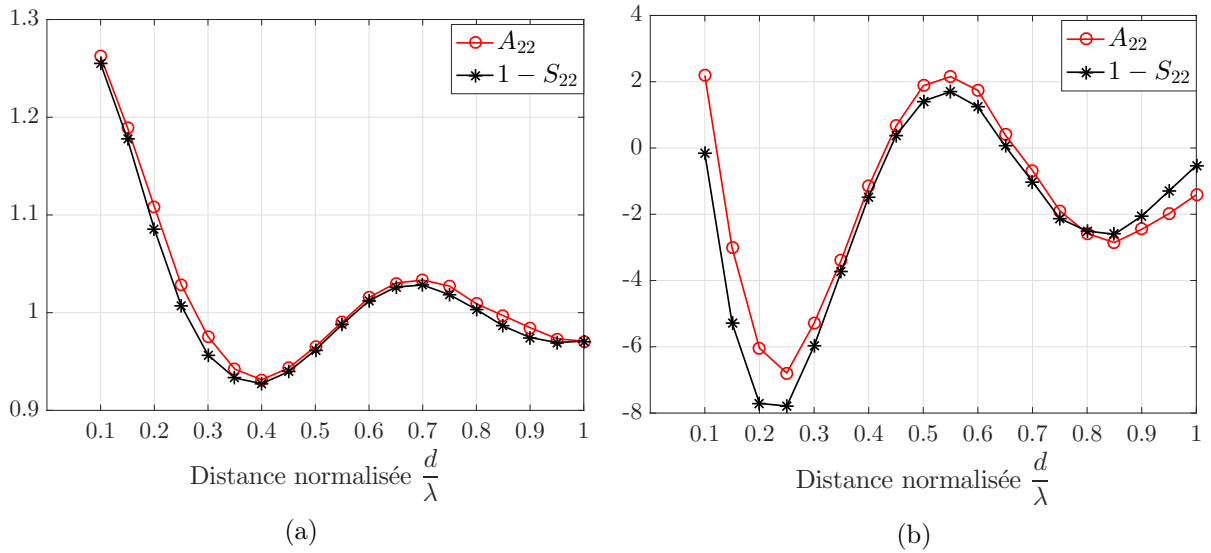 1.3
1.2
1.1
1
0.9
A22
1 − S22
0.1 0.2 0.3 0.4 0.5 0.6 0.7 0.8 0.9 1
Distance normalisée d/λ
(a)
4
2
0
-2
-4
-6
-8
A22
1 − S22
0.1 0.2 0.3 0.4 0.5 0.6 0.7 0.8 0.9 1
Distance normalisée d/λ
(b)